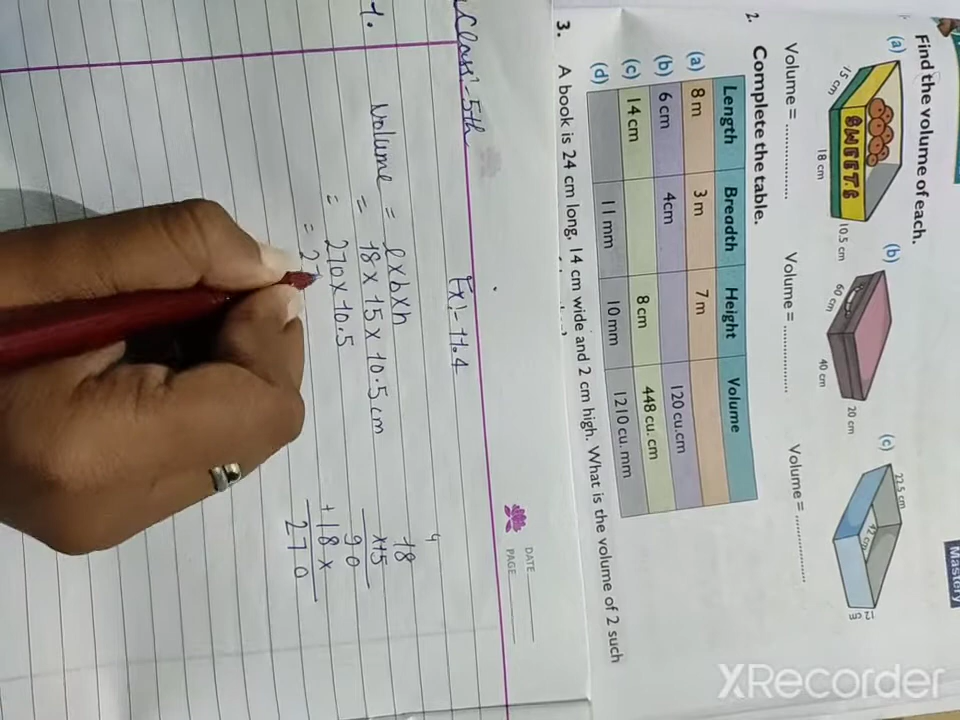 Mastery
Find the volume of each.
(a)
SWEETS
15 cm
18 cm
10.5 cm
(b)
60 cm
40 cm
20 cm
(c)
22.5 cm
12 cm
Volume = ..............
Volume = ..............
Volume = ..............
2. Complete the table.
Length Breadth Height Volume
(a) 8 m 3 m 7 m
(b) 6 cm 4cm 120 cu.cm
(c) 14 cm 8 cm 448 cu. cm
(d) 11 mm 10 mm 1210 cu. mm
3. A book is 24 cm long, 14 cm wide and 2 cm high. What is the volume of 2 such
DATE
PAGE
Class:- 5th
Ex:- 11.4
1. Volume = l x b x h
= 18 x 15 x 10.5 cm
= 270 x 10.5
= 27
4
18
x15
90
+18x
270
XRecorder